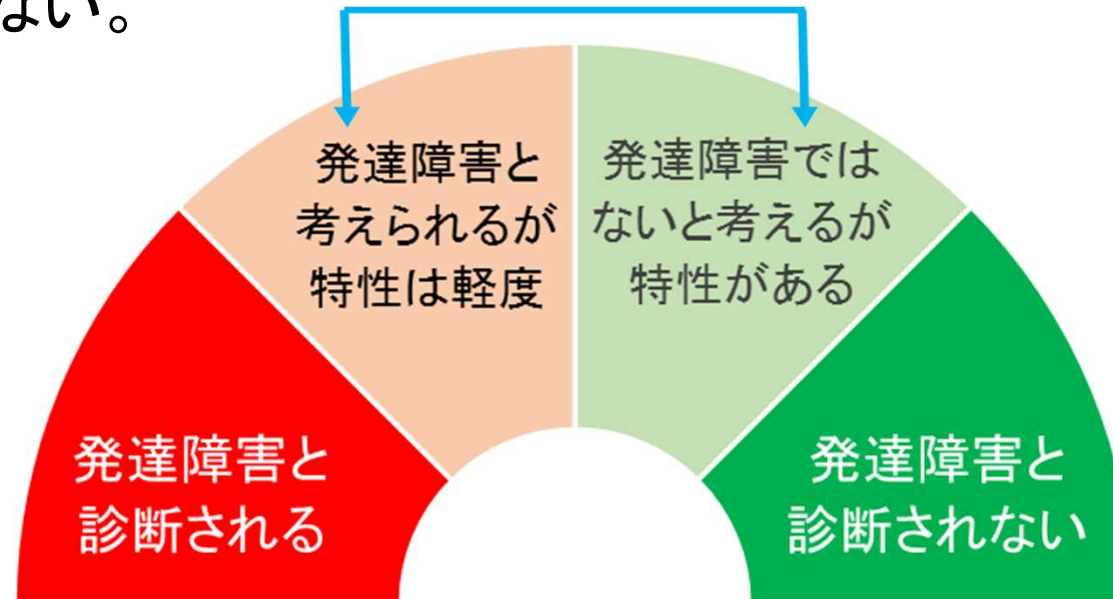 ない。
発達障害と
考えられるが
特性は軽度
発達障害では
ないと考えるが
特性がある
発達障害と
診断される
発達障害と
診断されない